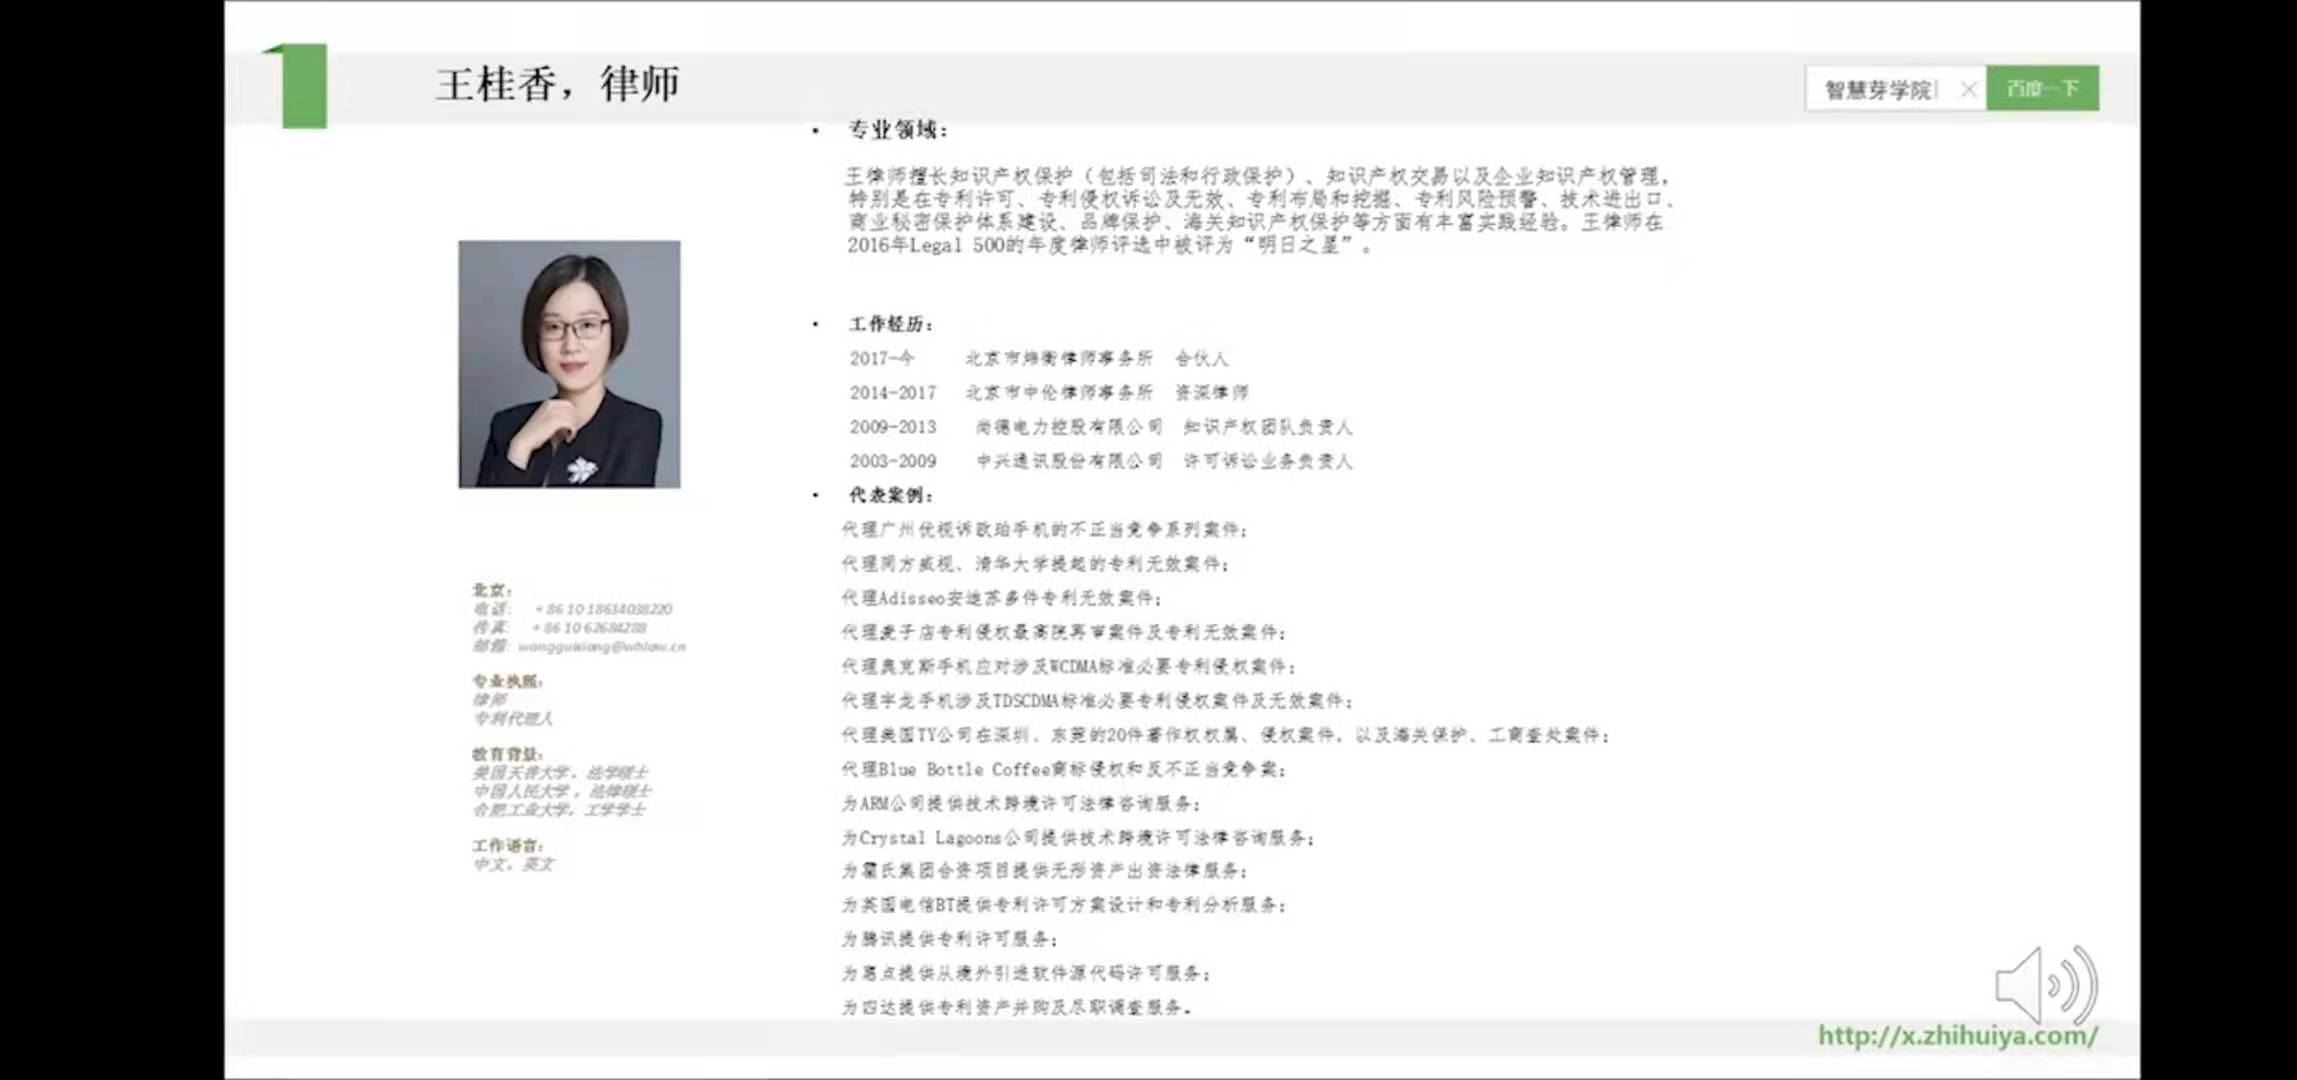 王桂香，律师
智慧芽学院
百度一下
• 专业领域：
王律师擅长知识产权保护（包括司法和行政保护）、知识产权交易以及企业知识产权管理，
特别是在专利许可、专利侵权诉讼及无效、专利布局和挖掘、专利风险预警、技术进出口、
商业秘密保护体系建设、品牌保护、海关知识产权保护等方面有丰富实践经验。王律师在
2016年Legal 500的年度律师评选中被评为“明日之星”。
• 工作经历：
2017-今 北京市炜衡律师事务所 合伙人
2014-2017 北京市中伦律师事务所 资深律师
2009-2013 尚德电力控股有限公司 知识产权团队负责人
2003-2009 中兴通讯股份有限公司 许可诉讼业务负责人
• 代表案例：
代理广州优视诉欧珀手机的不正当竞争系列案件；
代理同方威视、清华大学提起的专利无效案件；
代理Adisseo安迪苏多件专利无效案件；
代理麦子店专利侵权最高院再审案件及专利无效案件；
代理奥克斯手机应对涉及WCDMA标准必要专利侵权案件；
代理宇龙手机涉及TDSCDMA标准必要专利侵权案件及无效案件；
代理美国TY公司在深圳、东莞的20件著作权权属、侵权案件，以及海关保护、工商查处案件；
代理Blue Bottle Coffee商标侵权和反不正当竞争案；
为ARM公司提供技术跨境许可法律咨询服务；
为Crystal Lagoons公司提供技术跨境许可法律咨询服务；
为霍氏集团合资项目提供无形资产出资法律服务；
为英国电信BT提供专利许可方案设计和专利分析服务；
为腾讯提供专利许可服务；
为惠点提供从境外引进软件源代码许可服务；
为四达提供专利资产并购及尽职调查服务。
北京：
电话： + 86 10 18614038220
传真： + 86 10 62684288
邮箱：wangguixiang@whlaw.cn
专业执照：
律师
专利代理人
教育背景：
美国天普大学，法学硕士
中国人民大学，法律硕士
合肥工业大学，工学学士
工作语言：
中文，英文
http://x.zhihuiya.com/